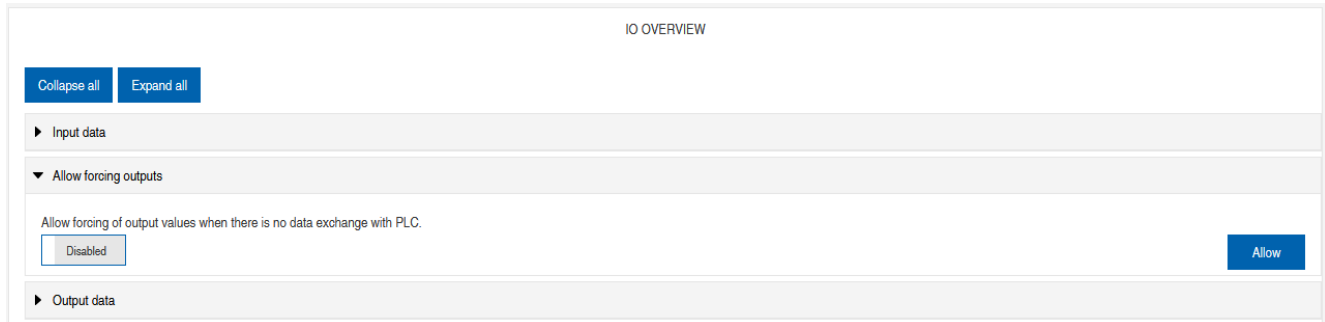 IO OVERVIEW
Collapse all
Expand all
Input data
Allow forcing outputs
Allow forcing of output values when there is no data exchange with PLC.
Disabled
Allow
Output data